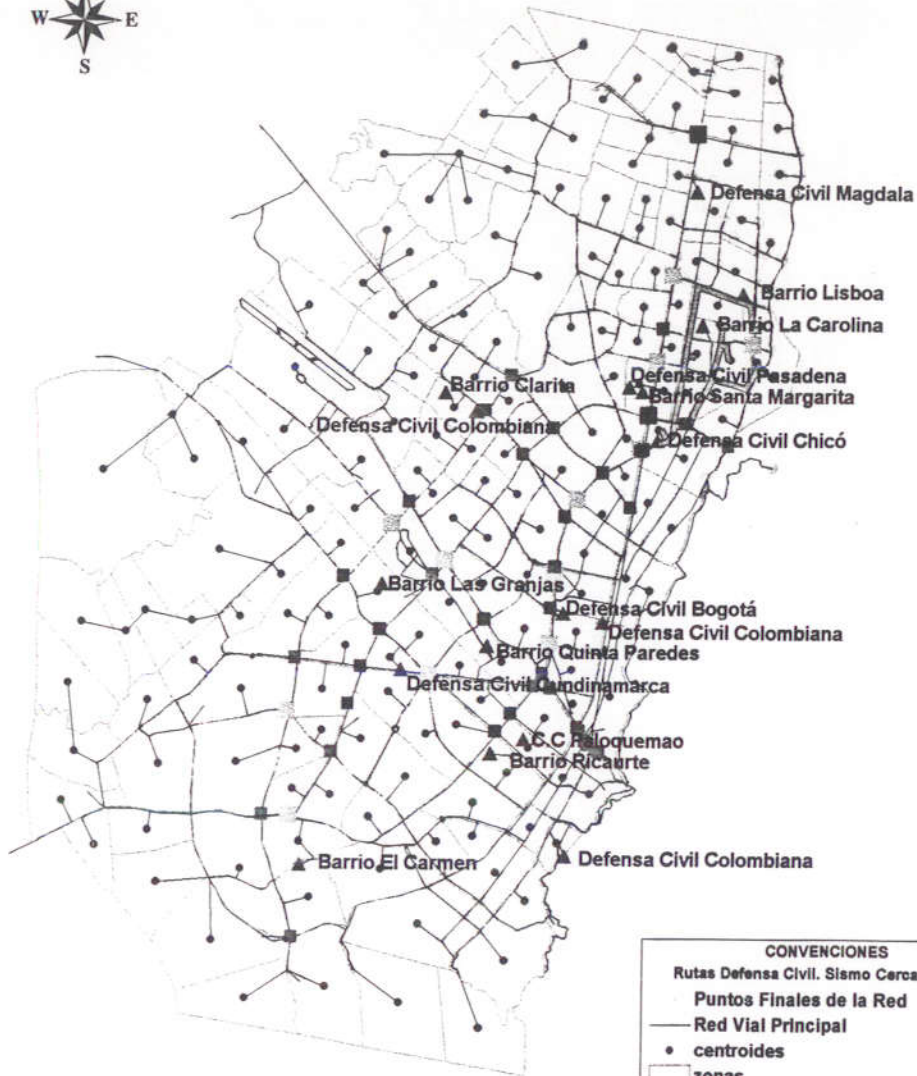 W E
S
Defensa Civil Magdala
Barrio Lisboa
Barrio La Carolina
Defensa Civil Pasadena
Barrio Clarita
Barrio Santa Margarita
Defensa Civil Colombiana
Defensa Civil Chicó
Barrio Las Granjas
Defensa Civil Bogotá
Defensa Civil Colombiana
Barrio Quinta Paredes
Defensa Civil Cundinamarca
C.C Paloquemao
Barrio Ricaurte
Barrio El Carmen
Defensa Civil Colombiana
CONVENCIONES
Rutas Defensa Civil. Sismo Cerca
Puntos Finales de la Red
Red Vial Principal
centroides
zonas